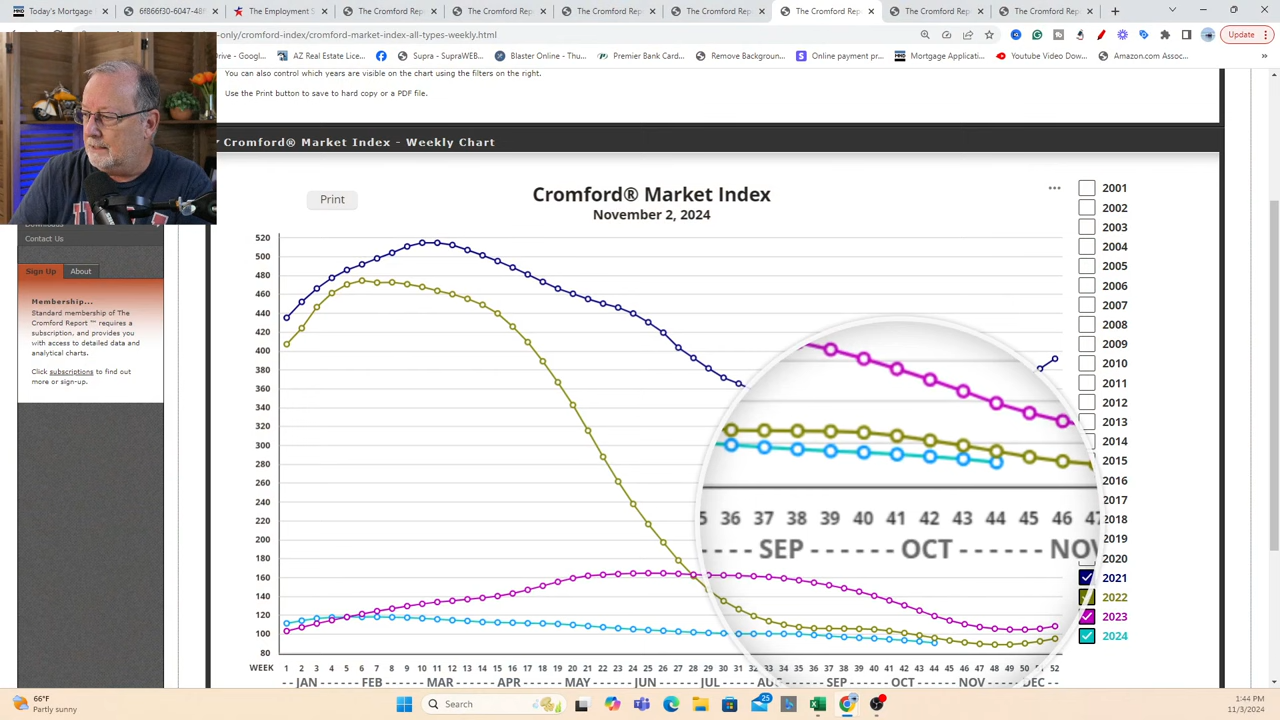 Today's Mortgage
6f866f30-6047-48f
The Employment S
The Cromford Rep
The Cromford Rep
The Cromford Rep
The Cromford Rep
The Cromford Rep
The Cromford Rep
The Cromford Rep
-only/cromford-index/cromford-market-index-all-types-weekly.html
Update
Drive - Google...
AZ Real Estate Lice...
Supra - SupraWEB...
Blaster Online - Thu...
Premier Bank Card...
Remove Background...
Online payment pr...
Mortgage Applicati...
Youtube Video Dow...
Amazon.com Assoc...
You can also control which years are visible on the chart using the filters on the right.
Use the Print button to save to hard copy or a PDF file.
Cromford® Market Index - Weekly Chart
Downloads
Contact Us
Sign Up
About
Membership...
Standard membership of The
Cromford Report ™ requires a
subscription, and provides you
with access to detailed data and
analytical charts.
Click subscriptions to find out
more or sign-up.
Print
Cromford® Market Index
November 2, 2024
520
500
480
460
440
420
400
380
360
340
320
300
280
260
240
220
200
180
160
140
120
100
80
WEEK 1 2 3 4 5 6 7 8 9 10 11 12 13 14 15 16 17 18 19 20 21 22 23 24 25 26 27 28 29 30 31 32 33 34 35 36 37 38 39 40 41 42 43 44 45 46 47 48 49 50 51 52
- - JAN - - - - - - FEB - - - - - - MAR - - - - - - APR - - - - - - MAY - - - - - - JUN - - - - - - JUL - - - - - - AUG - - - - - - SEP - - - - - - OCT - - - - - - NOV - - - - - - DEC - - - -
5 36 37 38 39 40 41 42 43 44 45 46 47
- - - - SEP - - - - - - OCT - - - - - - NOV
2001
2002
2003
2004
2005
2006
2007
2008
2009
2010
2011
2012
2013
2014
2015
2016
2017
2018
2019
2020
2021
2022
2023
2024
66°F
Partly sunny
Search
25
1:44 PM
11/3/2024